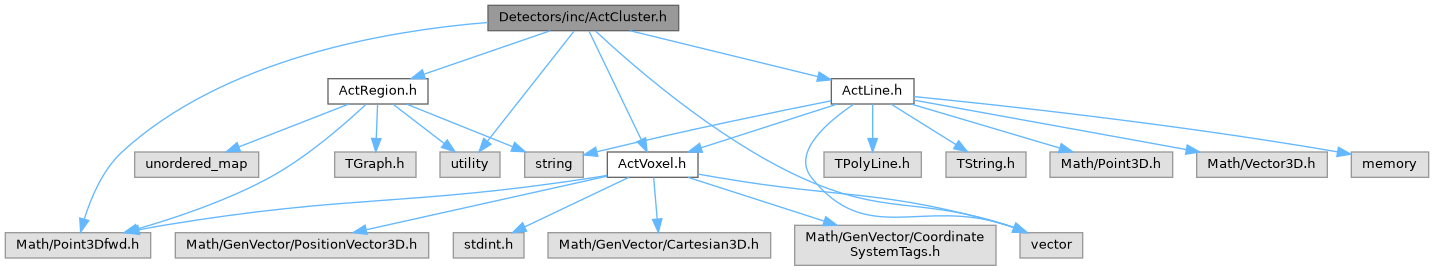 Detectors/inc/ActCluster.h
ActRegion.h
ActLine.h
unordered_map
TGraph.h
utility
string
ActVoxel.h
TPolyLine.h
TString.h
Math/Point3D.h
Math/Vector3D.h
memory
Math/Point3Dfwd.h
Math/GenVector/PositionVector3D.h
stdint.h
Math/GenVector/Cartesian3D.h
Math/GenVector/Coordinate
SystemTags.h
vector